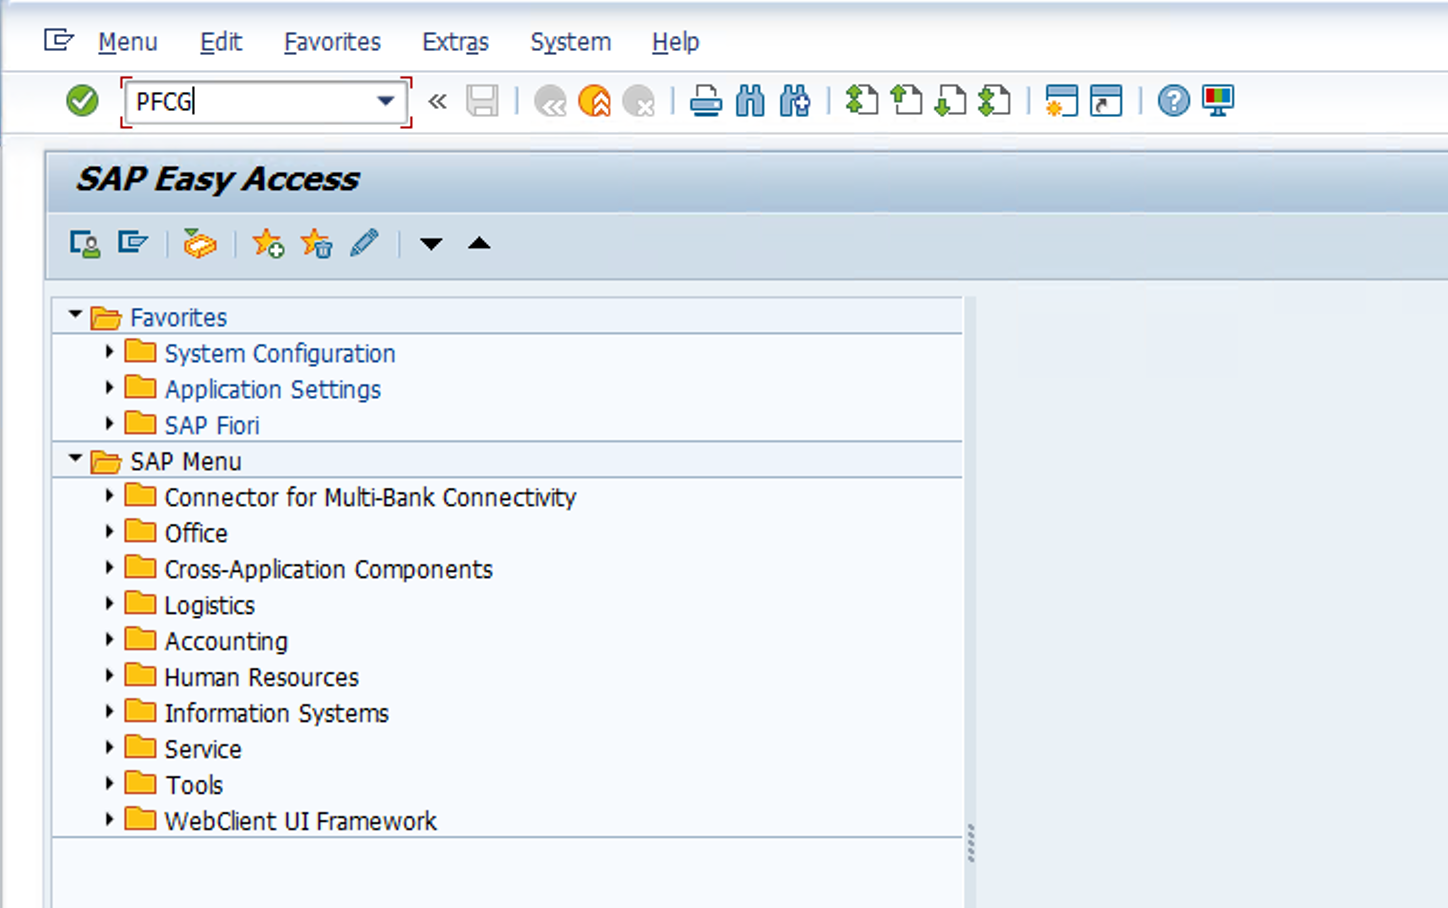 Menu Edit Favorites Extras System Help
PFCG
SAP Easy Access
Favorites
System Configuration
Application Settings
SAP Fiori
SAP Menu
Connector for Multi-Bank Connectivity
Office
Cross-Application Components
Logistics
Accounting
Human Resources
Information Systems
Service
Tools
WebClient UI Framework